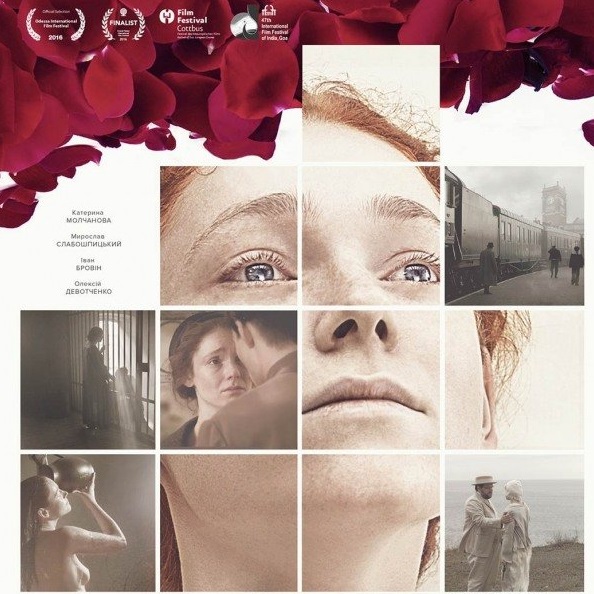 Official Selection
Odessa International
Film Festival
2016
FINALIST
Film
Festival
Cottbus
47th
International
Film Festival
of India, Goa
Катерина
МОЛЧАНОВА
Мирослав
СЛАБОШПИЦЬКИЙ
Іван
БРОВІН
Олексій
ДЕВОТЧЕНКО